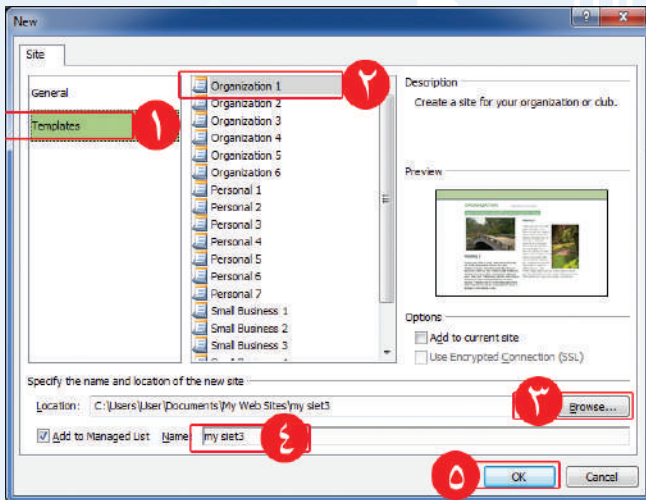 New
Site
General
Templates
١
Organization 1
٢
Organization 2
Organization 3
Organization 4
Organization 5
Organization 6
Personal 1
Personal 2
Personal 3
Personal 4
Personal 5
Personal 6
Personal 7
Small Business 1
Small Business 2
Small Business 3
Description
Create a site for your organization or club.
Preview
Options
Add to current site
Use Encrypted Connection (SSL)
Specify the name and location of the new site
Location: C:\Users\User\Documents\My Web Sites\my siet3
٣
Browse...
Add to Managed List Name: my siet3
٤
٥
OK Cancel